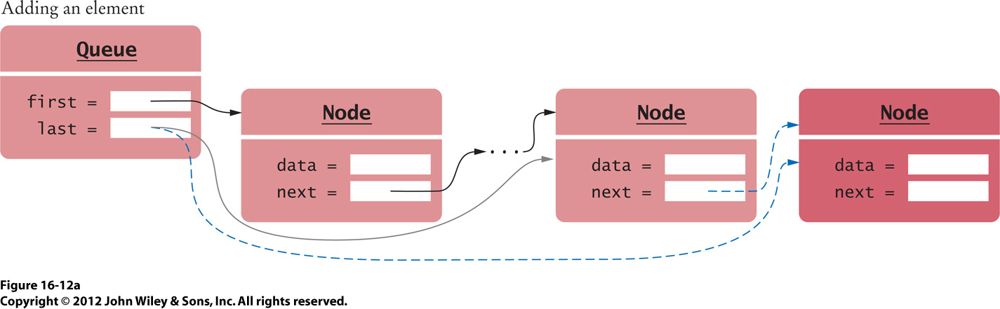 Adding an element
Queue
first =
last =
Node
data =
next =
...
Node
data =
next =
Node
data =
next =
Figure 16-12a
Copyright © 2012 John Wiley & Sons, Inc. All rights reserved.